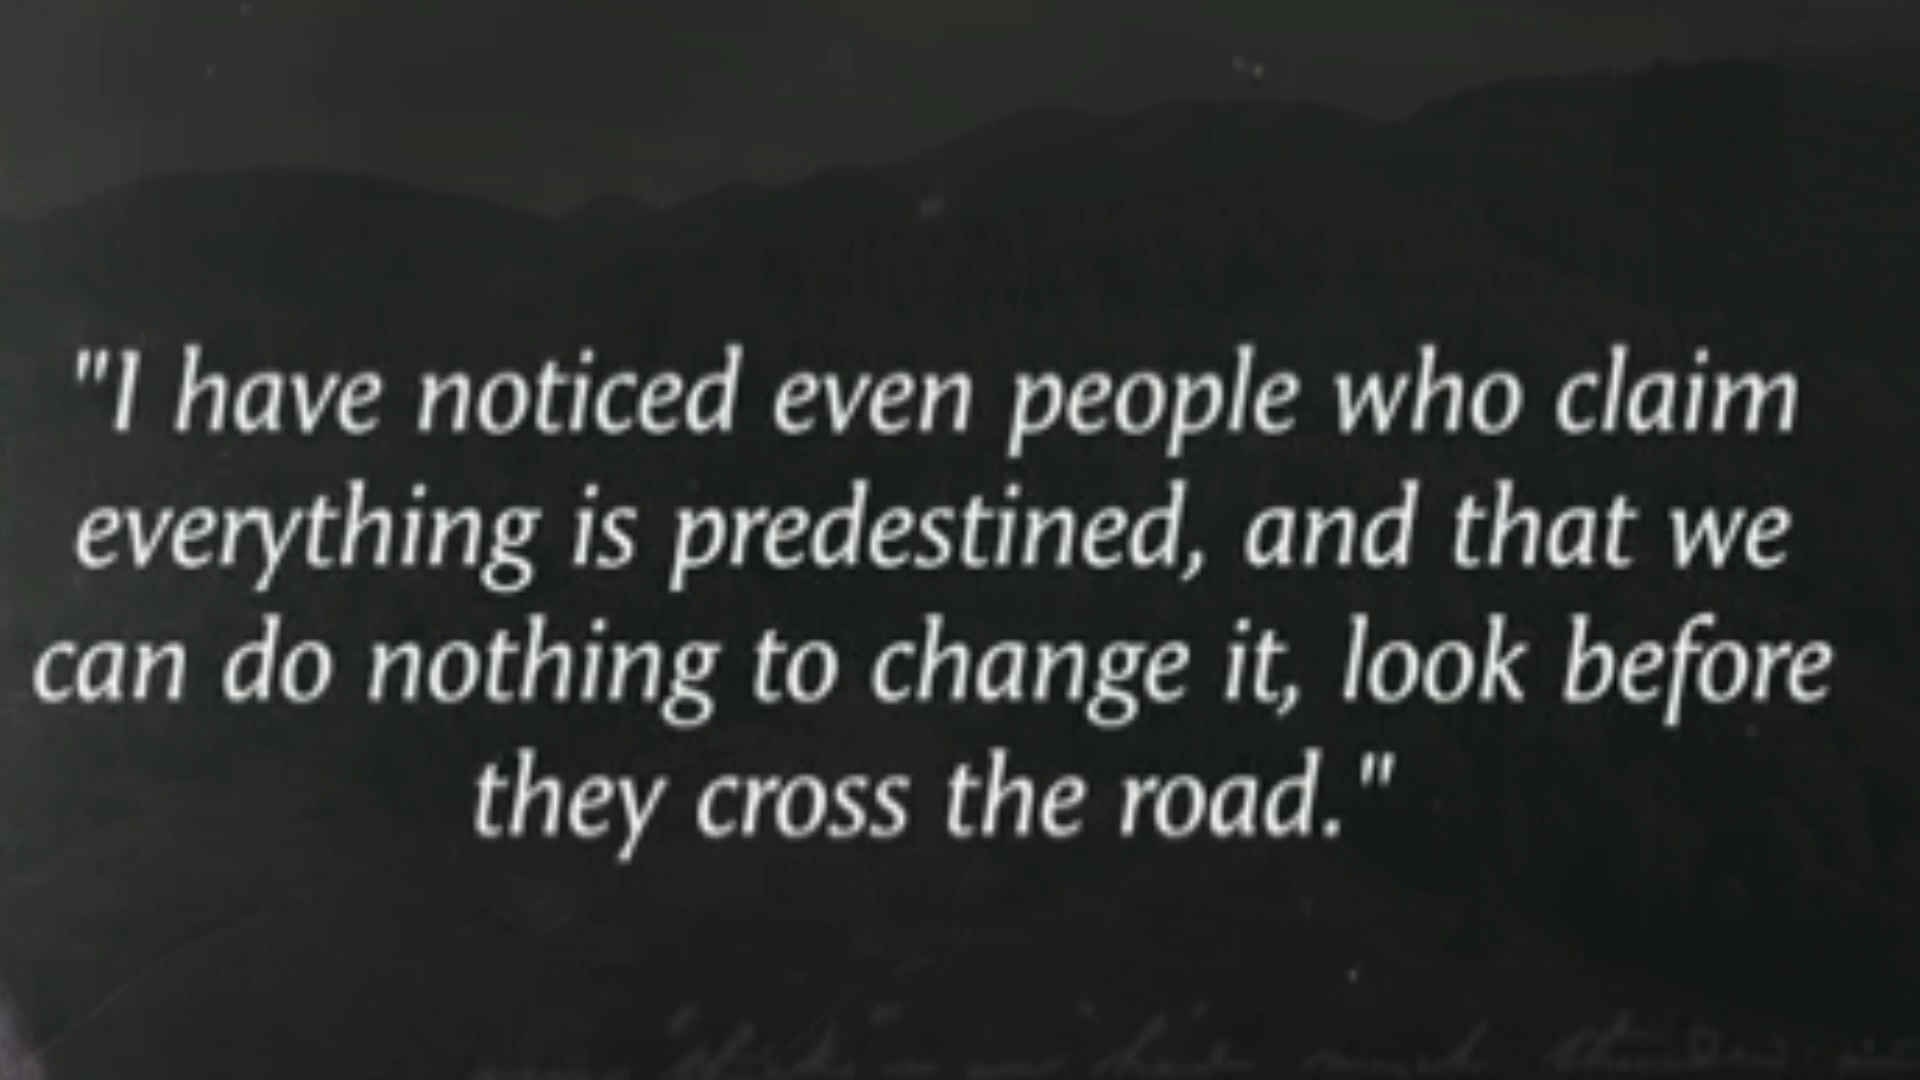 "I have noticed even people who claim
everything is predestined, and that we
can do nothing to change it, look before
they cross the road."